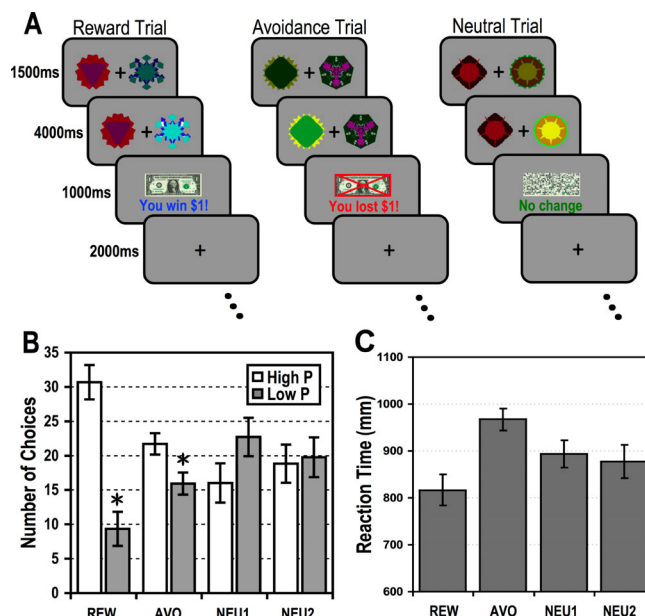 A
Reward Trial
Avoidance Trial
Neutral Trial
1500ms
4000ms
1000ms
2000ms
You win $1!
You lost $1!
No change
B
Number of Choices
35
30
25
20
15
10
5
0
High P
Low P
*
*
REW
AVO
NEU1
NEU2
C
Reaction Time (mm)
1100
1000
900
800
700
600
REW
AVO
NEU1
NEU2